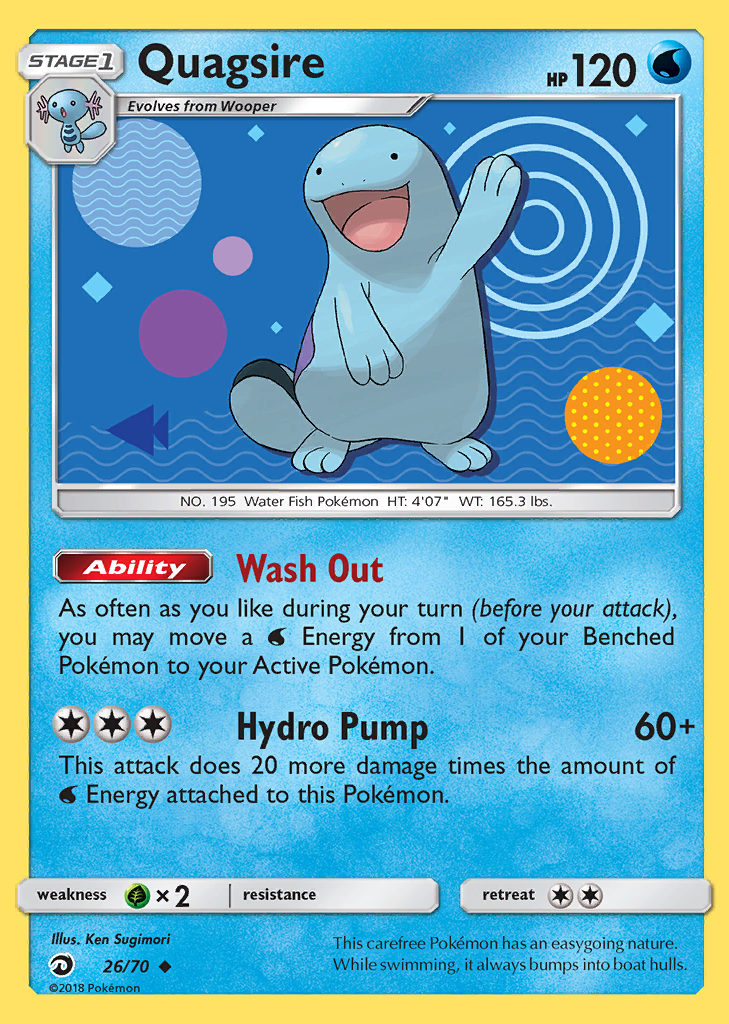 STAGE1 Quagsire HP 120
Evolves from Wooper
NO. 195 Water Fish Pokémon HT: 4'07" WT: 165.3 lbs.
Ability Wash Out
As often as you like during your turn (before your attack),
you may move a Energy from 1 of your Benched
Pokémon to your Active Pokémon.
Hydro Pump 60+
This attack does 20 more damage times the amount of
Energy attached to this Pokémon.
weakness ×2 resistance retreat
Illus. Ken Sugimori
26/70
©2018 Pokémon
This carefree Pokémon has an easygoing nature.
While swimming, it always bumps into boat hulls.